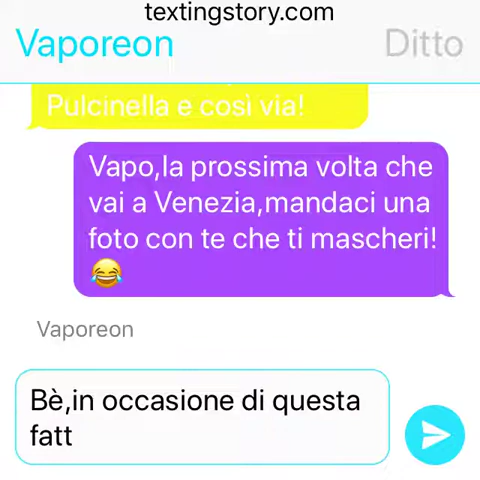 textingstory.com
Vaporeon
Ditto
Pulcinella e così via!
Vapo,la prossima volta che
vai a Venezia,mandaci una
foto con te che ti mascheri!
😂
Vaporeon
Bè,in occasione di questa
fatt